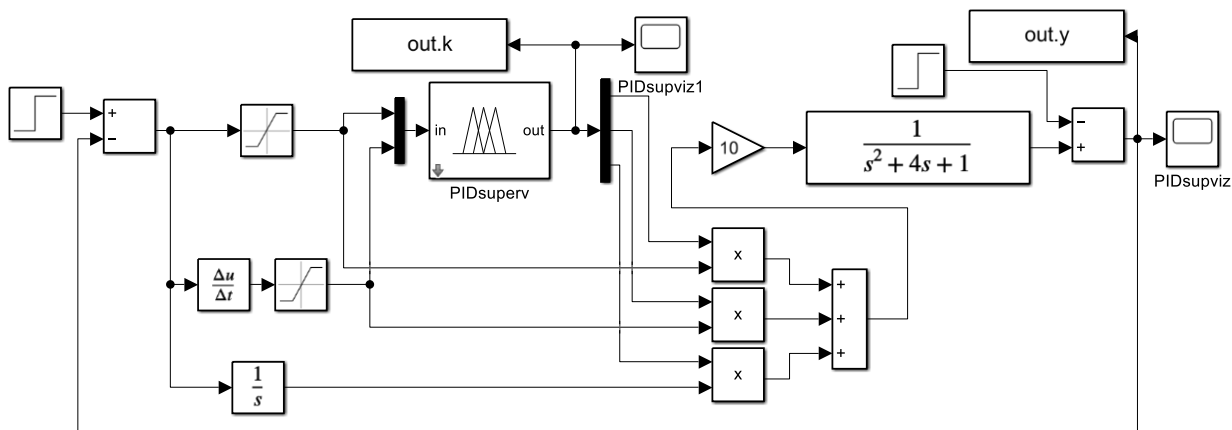 out.k
out.y
PIDsupviz1
+
−
in
out
PIDsuperv
10
1
s² + 4s + 1
−
+
PIDsupviz
x
Δu
Δt
+
x
+
x
+
1
s